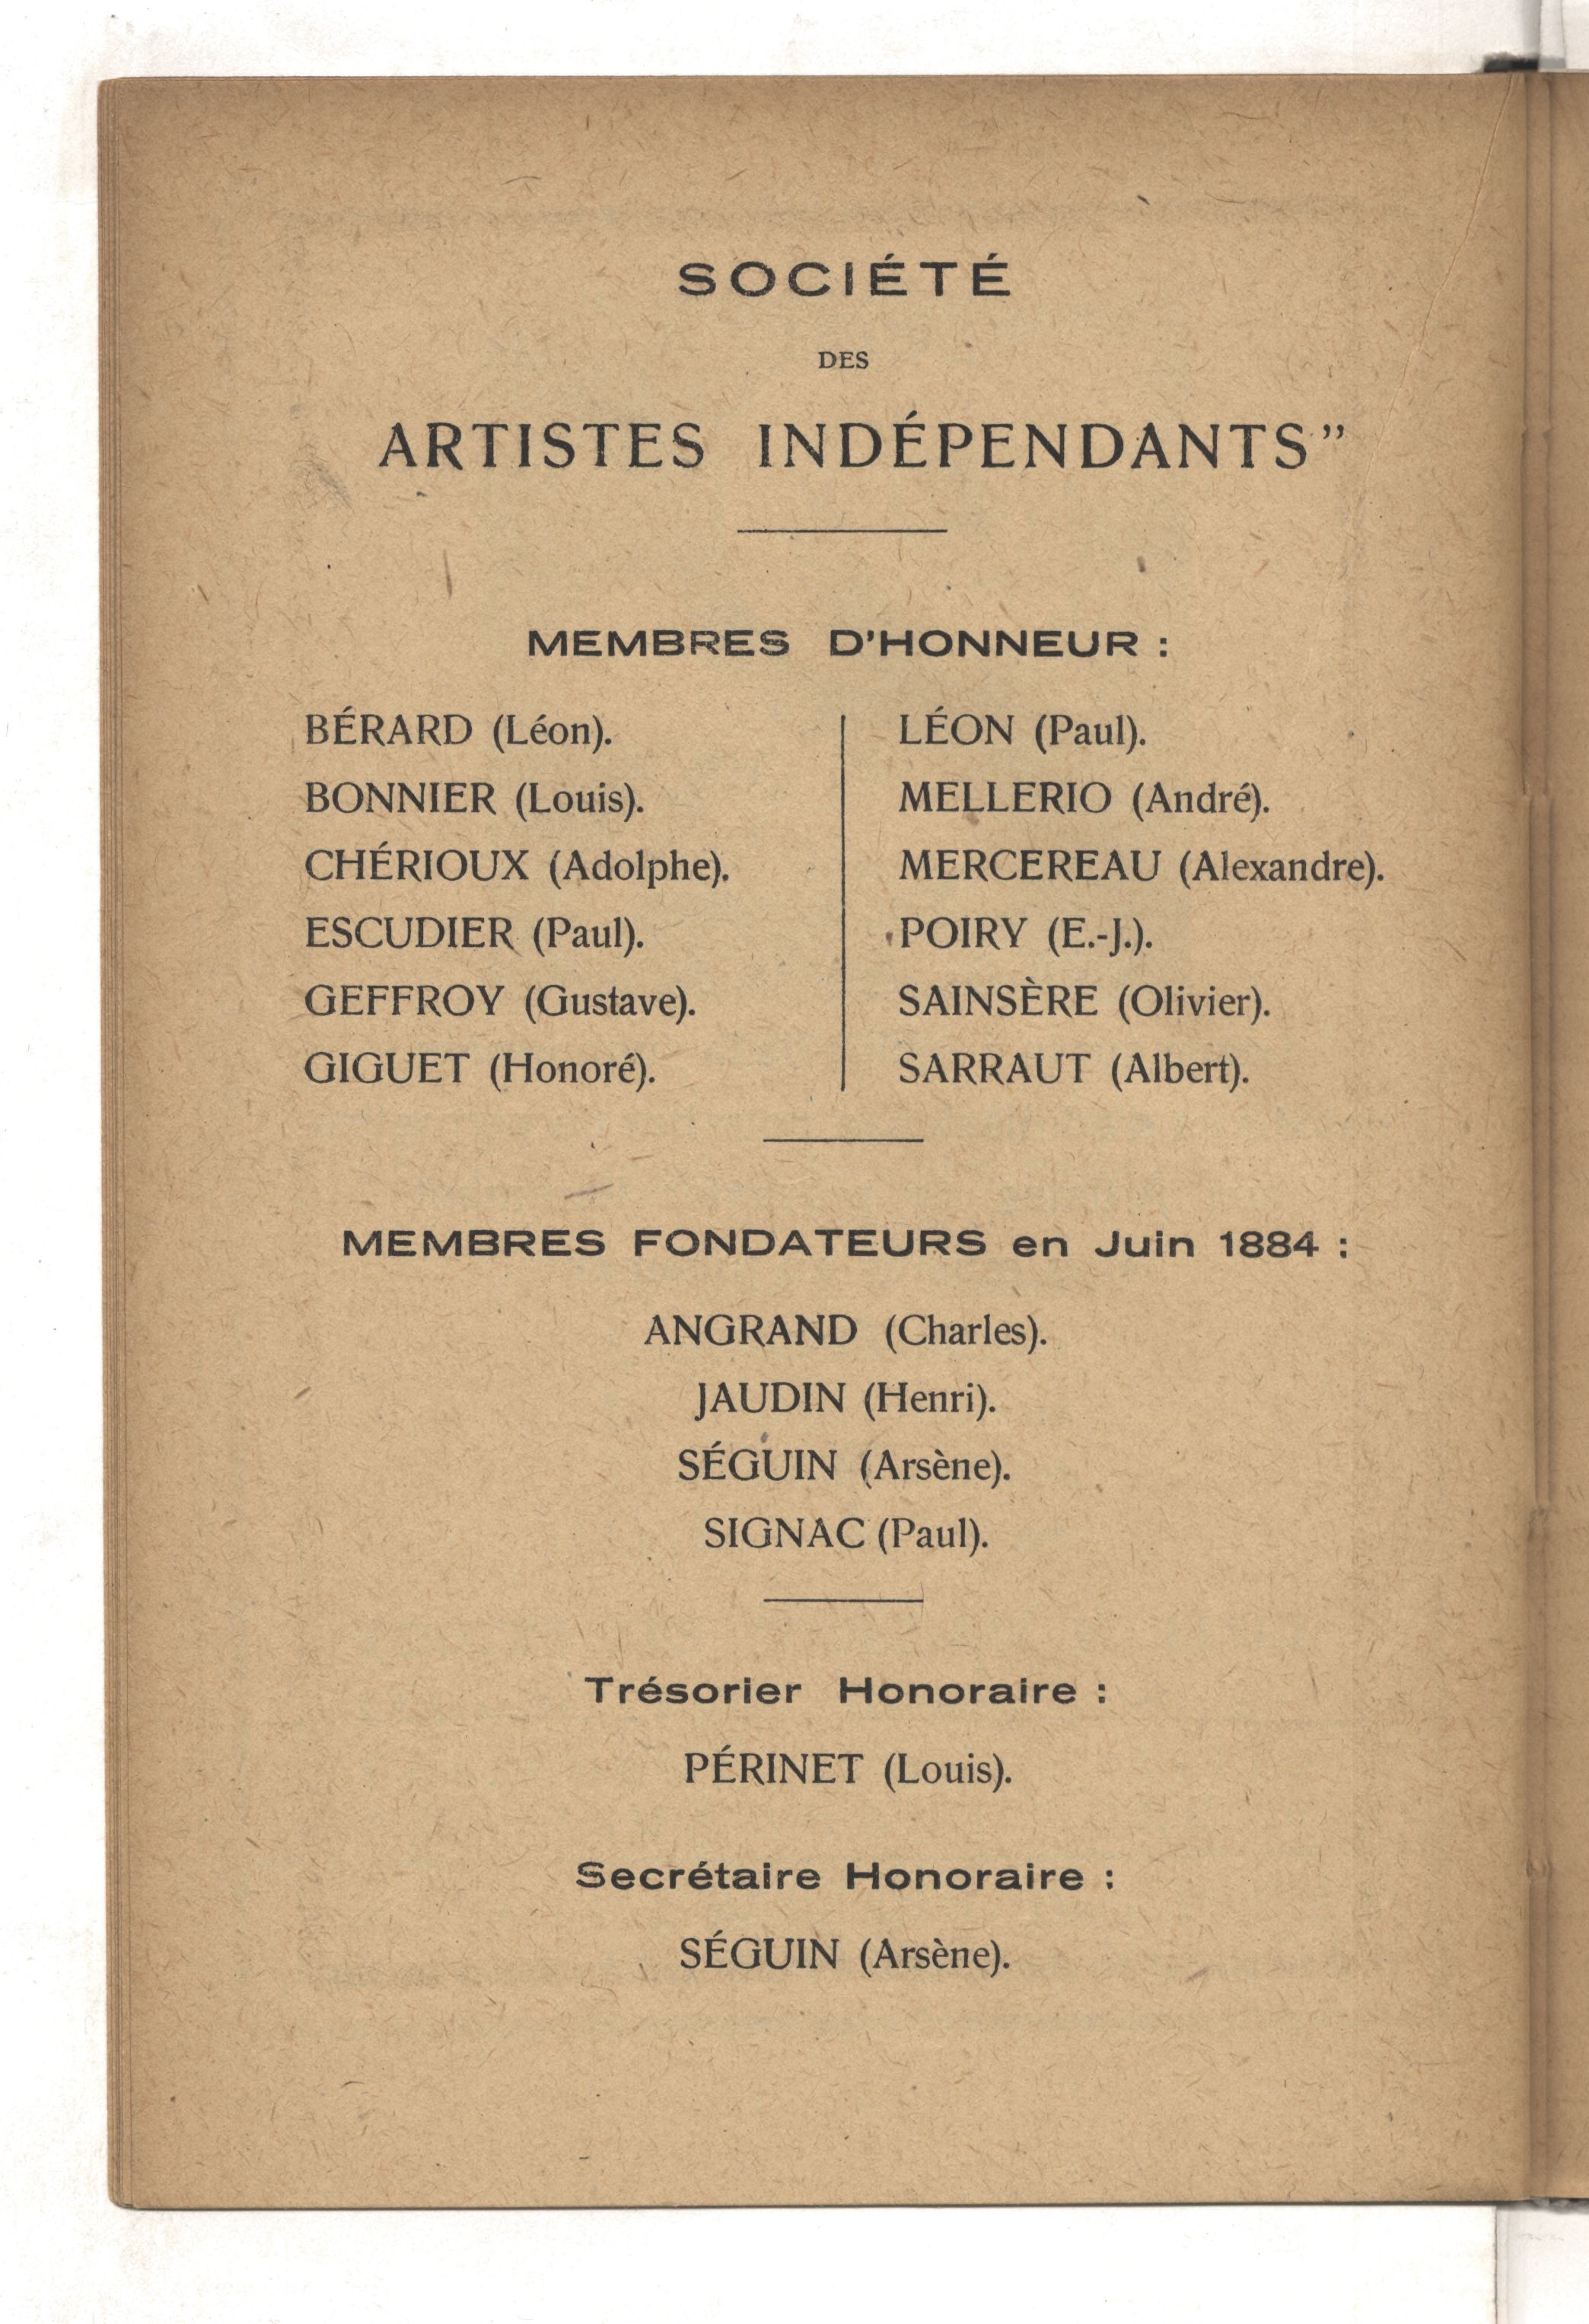 SOCIÉTÉ
DES
ARTISTES INDÉPENDANTS”
MEMBRES D'HONNEUR :
BÉRARD (Léon).
BONNIER (Louis).
CHÉRIOUX (Adolphe).
ESCUDIER (Paul).
GEFFROY (Gustave).
GIGUET (Honoré).
LÉON (Paul).
MELLERIO (André).
MERCEREAU (Alexandre).
POIRY (E.-J.).
SAINSÈRE (Olivier).
SARRAUT (Albert).
MEMBRES FONDATEURS en Juin 1884 :
ANGRAND (Charles).
JAUDIN (Henri).
SÉGUIN (Arsène).
SIGNAC (Paul).
Trésorier Honoraire :
PÉRINET (Louis).
Secrétaire Honoraire :
SÉGUIN (Arsène).